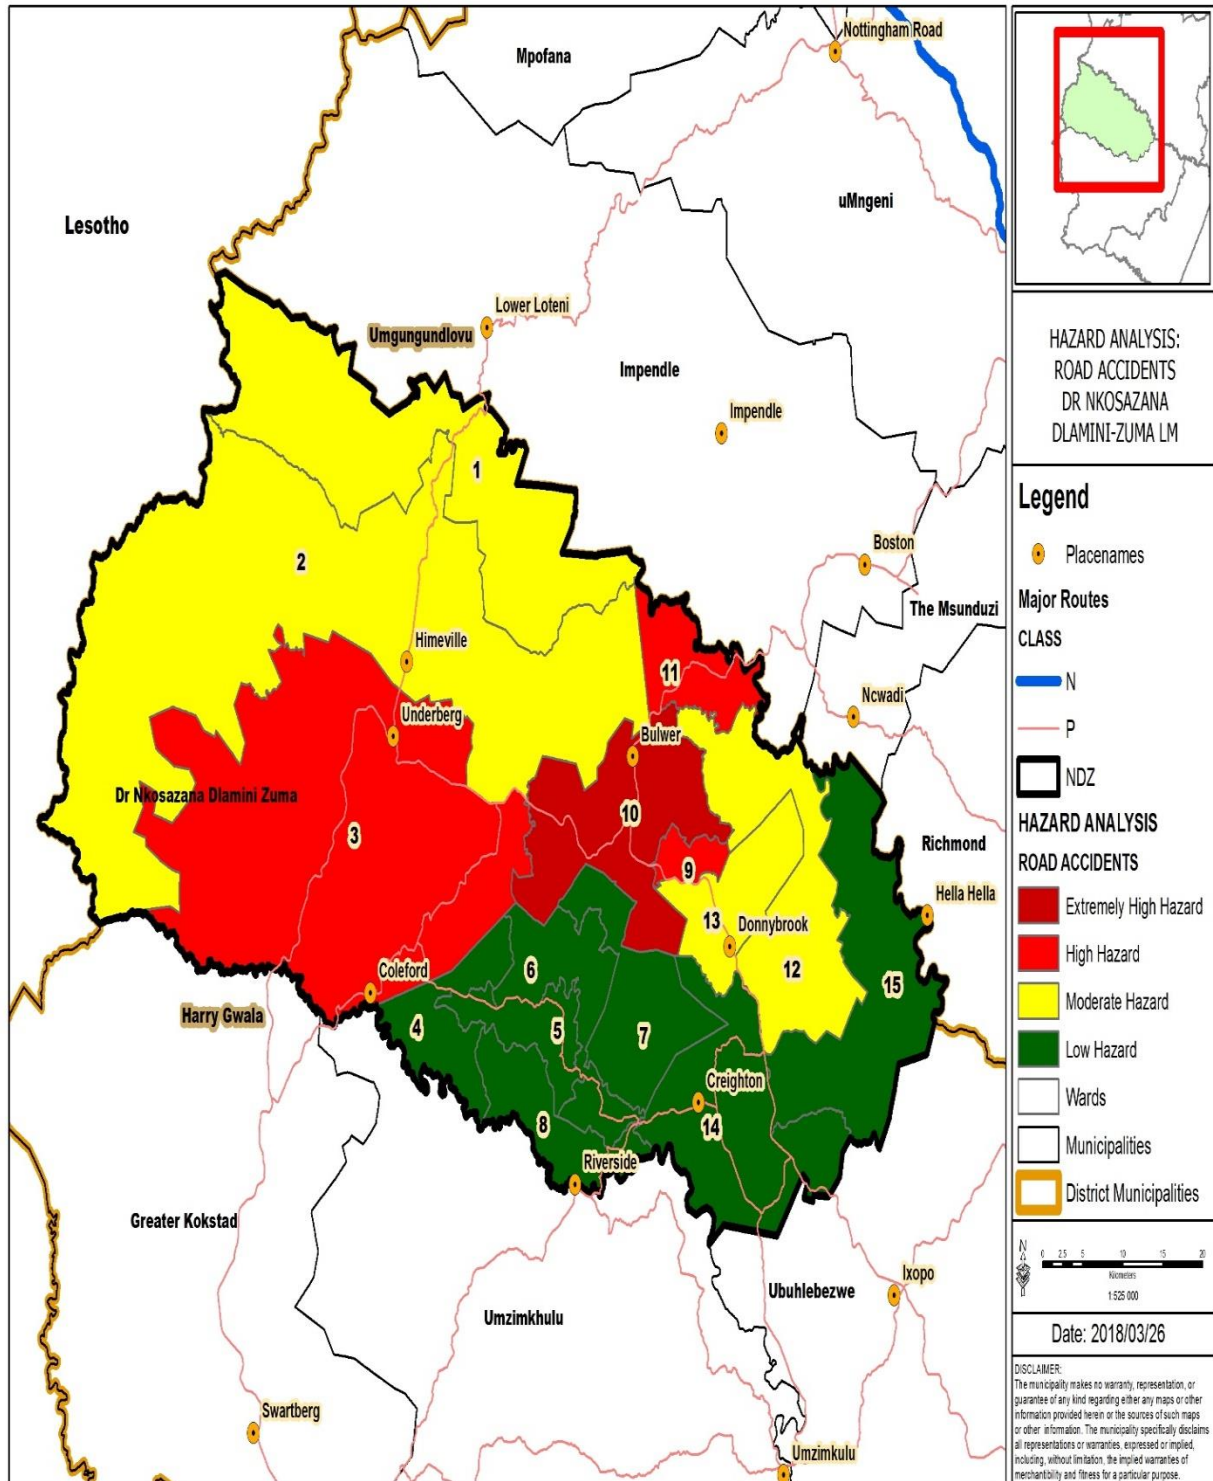 Nottingham Road
Mpofana
uMngeni
Lesotho
Lower Loteni
Umgungundlovu
Impendle
Impendle
1
2
Boston
The Msunduzi
Himeville
11
Ncwadi
Underberg
Bulwer
Dr Nkosazana Dlamini Zuma
3
10
15
Richmond
9
Hella Hella
13
Donnybrook
12
6
Coleford
15
Harry Gwala
4
5
7
Creighton
8
14
Riverside
Greater Kokstad
Ixopo
Ubuhlebezwe
Umzimkhulu
Swartberg
Umzimkulu
HAZARD ANALYSIS:
ROAD ACCIDENTS
DR NKOSAZANA
DLAMINI-ZUMA LM
Legend
Placenames
Major Routes
CLASS
N
P
NDZ
HAZARD ANALYSIS
ROAD ACCIDENTS
Extremely High Hazard
High Hazard
Moderate Hazard
Low Hazard
Wards
Municipalities
District Municipalities
N
0 2.5 5 10 15 20
Kilometers
1:525 000
Date: 2018/03/26
DISCLAIMER:
The municipality makes no warranty, representation, or
guarantee of any kind regarding either any maps or other
information provided herein or the sources of such maps
or other information. The municipality specifically disclaims
all representations or warranties, expressed or implied,
including, without limitation, the implied warranties of
merchantability and fitness for a particular purpose.